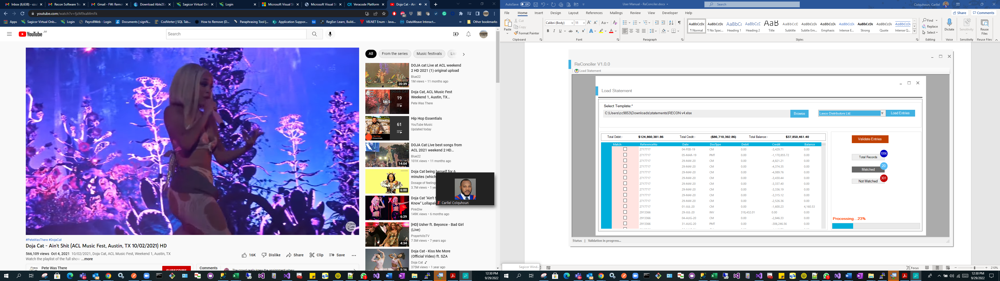 Inbox (6,638) - ccu
Recon Software Tra
Gmail - FW: Remot
Download Able2Ex
Sagicor Virtual Onl
Login
Microsoft Visual St
Microsoft Visual St
Veracode Platform
Doja Cat - Ain'
youtube.com/watch?v=fjzM9xaMmFk
Apps
Sagicor Virtual Onb...
Login
PayrollWeb - Login
Documents | signN...
CodVerter | SQL Tab...
How to Remove (D...
Paraphrasing Tool |...
Application Suppor...
RegExr: Learn, Build...
VB.NET Enum - Java...
DataWeave Interact...
Other bookmarks
YouTube JM
Search
All
From the series
Music festivals
Lis
DOJA cat Live at ACL weekend
2 HD 2021 (1) original upload
Blue22
1M views • 11 months ago
20:39
Doja Cat, ACL Music Fest
Weekend 1, Austin, TX...
Pete Was There
19
Hip Hop Essentials
YouTube Music
Updated today
61
DOJA Cat Live best songs from
ACL 2021 weekend 2 HD...
Blue22
101K views • 11 months ago
14:04
Doja Cat being herself for 6
minutes (which
Dosage of feelings
3.7M views • 1 ye
6:00
Doja Cat "Ain't S
Know" Lollapal
PinkDiw
149K views • 6 months ago
6:29
[HD] Usher ft. Beyonce - Bad Girl
(Live)
PrayerhillsTV
7.5M views • 7 years ago
4:34
Doja Cat - Kiss Me More
(Official Video) ft. SZA
Doja Cat
375M views • 1 year ago
5:16
Carllel Colquhoun
#PeteWasThere #DojaCat
Doja Cat - Ain't Shit (ACL Music Fest, Austin, TX 10/02/2021) HD
566,109 views Oct 4, 2021 10/02/2021, Doja Cat, ACL Music Fest, Weekend 1, Austin, TX
Watch the playlist of the full show ...more
16K
Dislike
Share
Clip
Save
Pete Was There
SUBSCRIBE
Comments
The crowd really knew the assignment whew
12:30 PM
9/29/2022
AutoSave Off
User Manual - ReConciler.docx
Search
Colquhoun, Carllel
File Home Insert Design Layout References Mailings Review View Developer Help
Share
Comments
Paste
Cut
Copy
Format Painter
Clipboard
Calibri (Body) 11
Font
Paragraph
¶ Normal
¶ No Spac...
Heading 1
Heading 2
Title
Subtitle
Subtle Em...
Emphasis
Intense E...
Strong
Quote
Intense Q...
Styles
Find
Replace
Select
Editing
Dictate
Voice
Sensitivity
Sensitivity
Reuse
Files
Reuse Files
ReConciler V1.0.0
Load Statement
Load Statement
Select Template:*
C:\Users\cc9853\Downloads\statements\RECON v4.xlsx
Browse
Lasco Distributors Ltd.
Load Entries
Total Debit:- $124,860,381.86 Total Credit:- ($86,710,392.86) Total Balance:- $37,850,461.40
Match ReferenceNo Date DocType Debit Credit Balance
2717717 04-FEB-19 CM 0.00 -3,429.71 0.00
2717717 05-MAR-19 PMT 0.00 -1,170,855.72 0.00
2717717 29-MAY-20 CM 0.00 -4,821.21 0.00
2717717 29-MAY-20 CM 0.00 -4,374.35 0.00
2717717 29-MAY-20 CM 0.00 -4,089.76 0.00
2717717 29-MAY-20 CM 0.00 -3,430.44 0.00
2717717 29-MAY-20 CM 0.00 -3,337.40 0.00
2717717 29-MAY-20 CM 0.00 -3,336.19 0.00
2717717 29-MAY-20 CM 0.00 -3,315.12 0.00
2717717 29-MAY-20 CM 0.00 -2,526.36 0.00
2717717 01-JUL-20 CM 0.00 -1,600.23 4,160.53
2913366 29-JUL-20 INV 318,432.01 0.00 0.00
2913366 04-AUG-20 CM 0.00 -2,846.33 0.00
2913366 31-AUG-20 PMT 0.00 -306,246.56 0.00
Validate Entries
Total Records 1056
Matched 20
Not Matched 301
Processing...23%
Status | Validation in progress...
Sagicor Wind...
Focus
210%
12:30 PM
9/29/2022